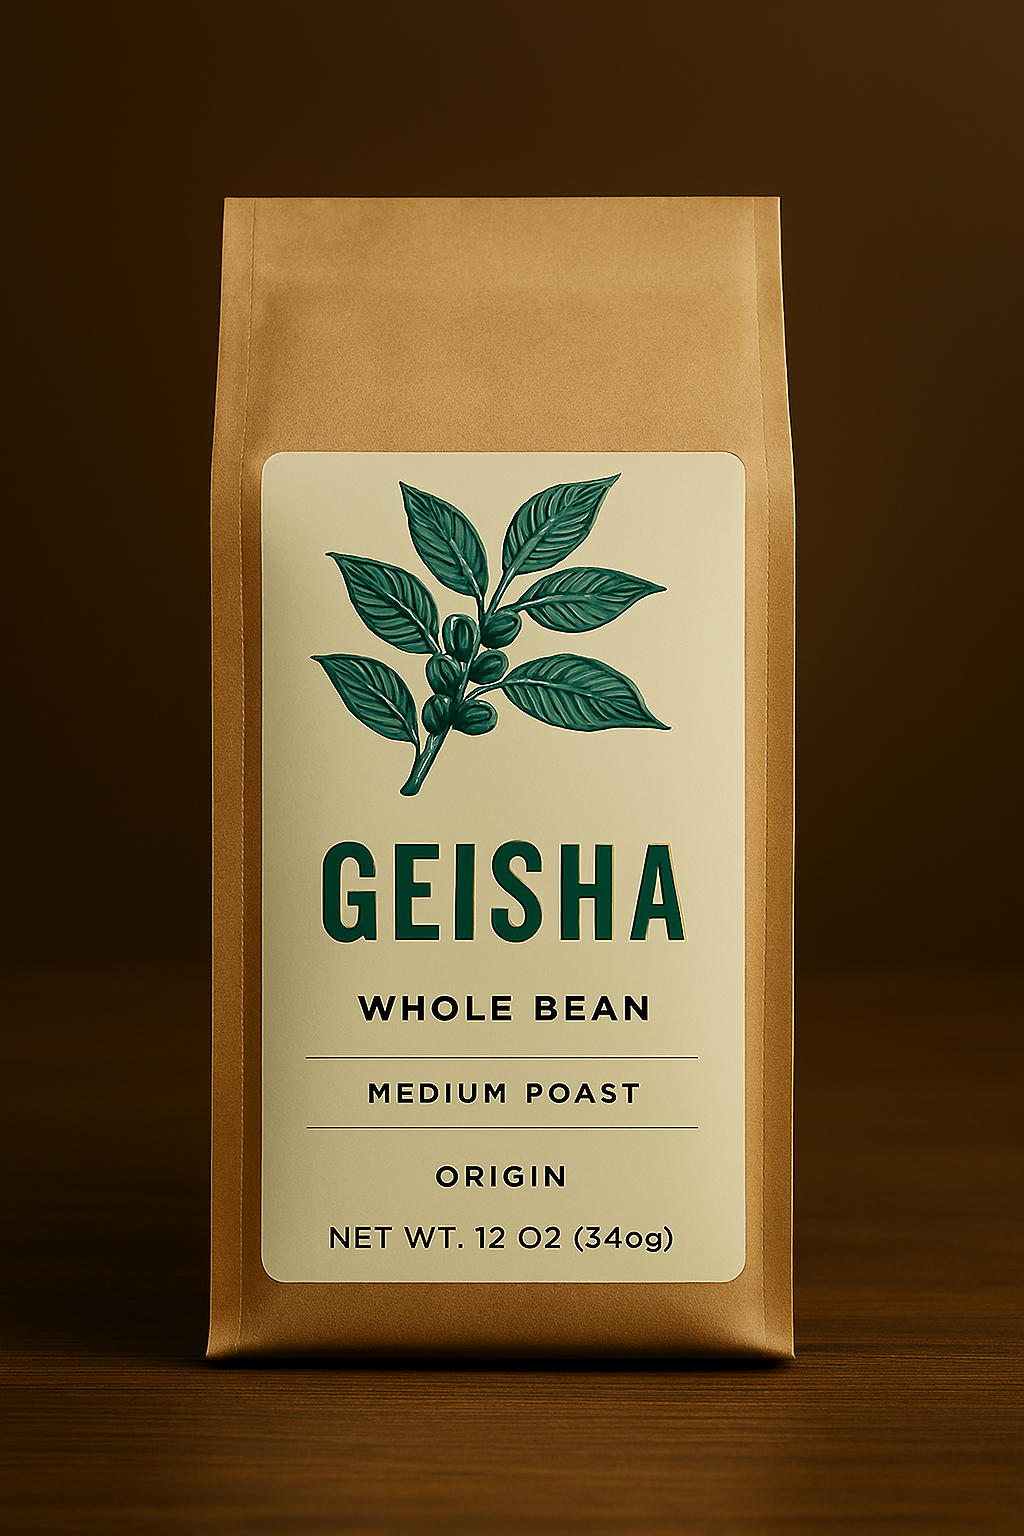 GEISHA
WHOLE BEAN
MEDIUM POAST
ORIGIN
NET WT. 12 O2 (34og)